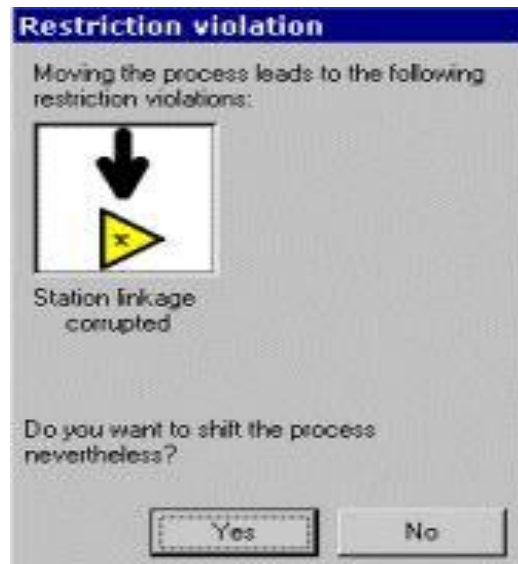 Restriction violation
Moving the process leads to the following
restriction violations:
x
Station linkage
corrupted
Do you want to shift the process
nevertheless?
Yes
No